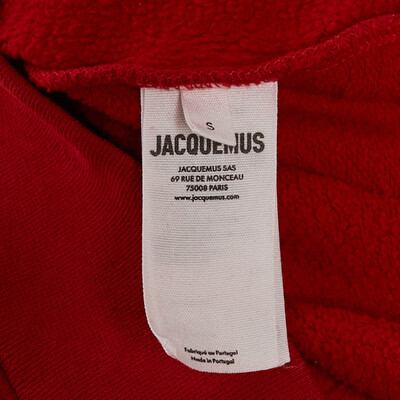 S
JACQUEMUS
JACQUEMUS SAS
69 RUE DE MONCEAU
75008 PARIS
www.jacquemus.com
Fabriqué au Portugal
Made in Portugal